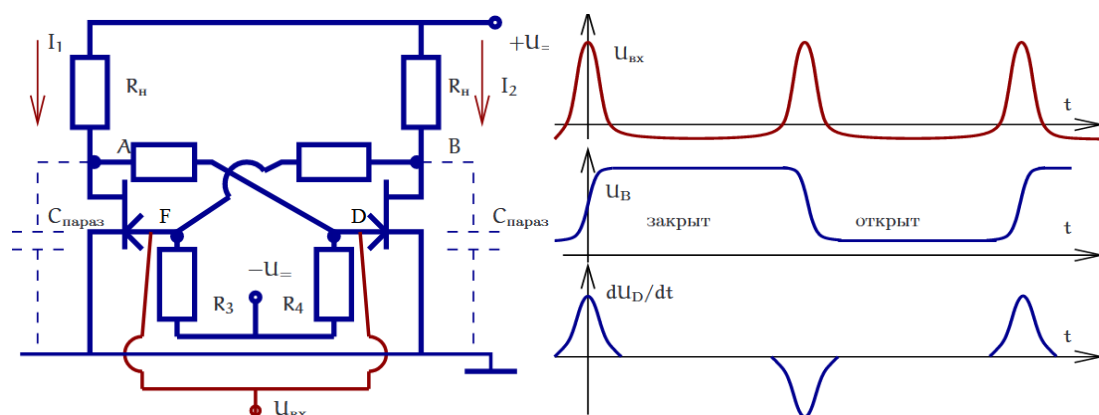 I₁
Rн
Rн
+U=
I₂
A
B
Cпараз
F
D
Cпараз
−U=
R₃
R₄
Uвх
Uвх
t
UB
закрыт
открыт
t
dUD/dt
t